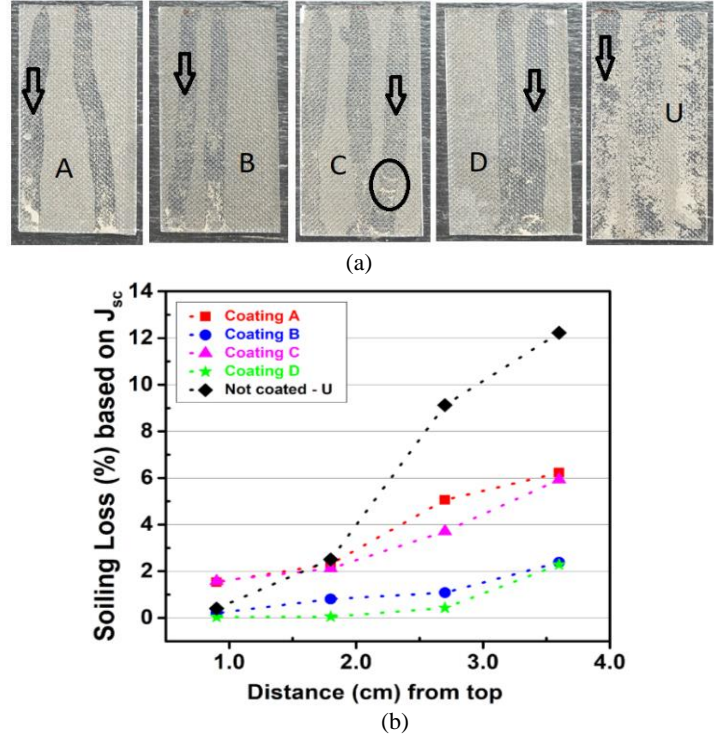 A
B
C
D
U
(a)
Soiling Loss (%) based on J_sc
14
12
10
8
6
4
2
0
Coating A
Coating B
Coating C
Coating D
Not coated - U
1.0
2.0
3.0
4.0
Distance (cm) from top
(b)